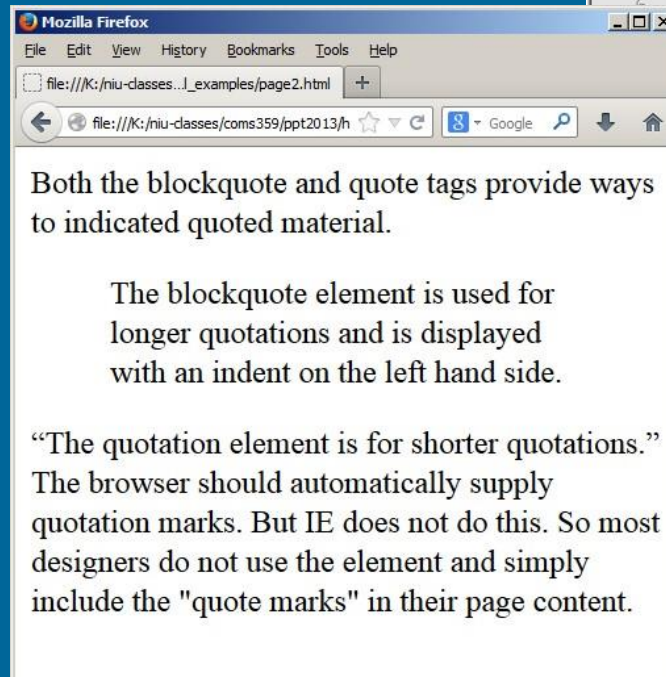 Mozilla Firefox
File Edit View History Bookmarks Tools Help
file:///K:/niu-classes...l_examples/page2.html +
file:///K:/niu-classes/coms359/ppt2013/h Google
Both the blockquote and quote tags provide ways
to indicated quoted material.
The blockquote element is used for
longer quotations and is displayed
with an indent on the left hand side.
“The quotation element is for shorter quotations.”
The browser should automatically supply
quotation marks. But IE does not do this. So most
designers do not use the element and simply
include the "quote marks" in their page content.